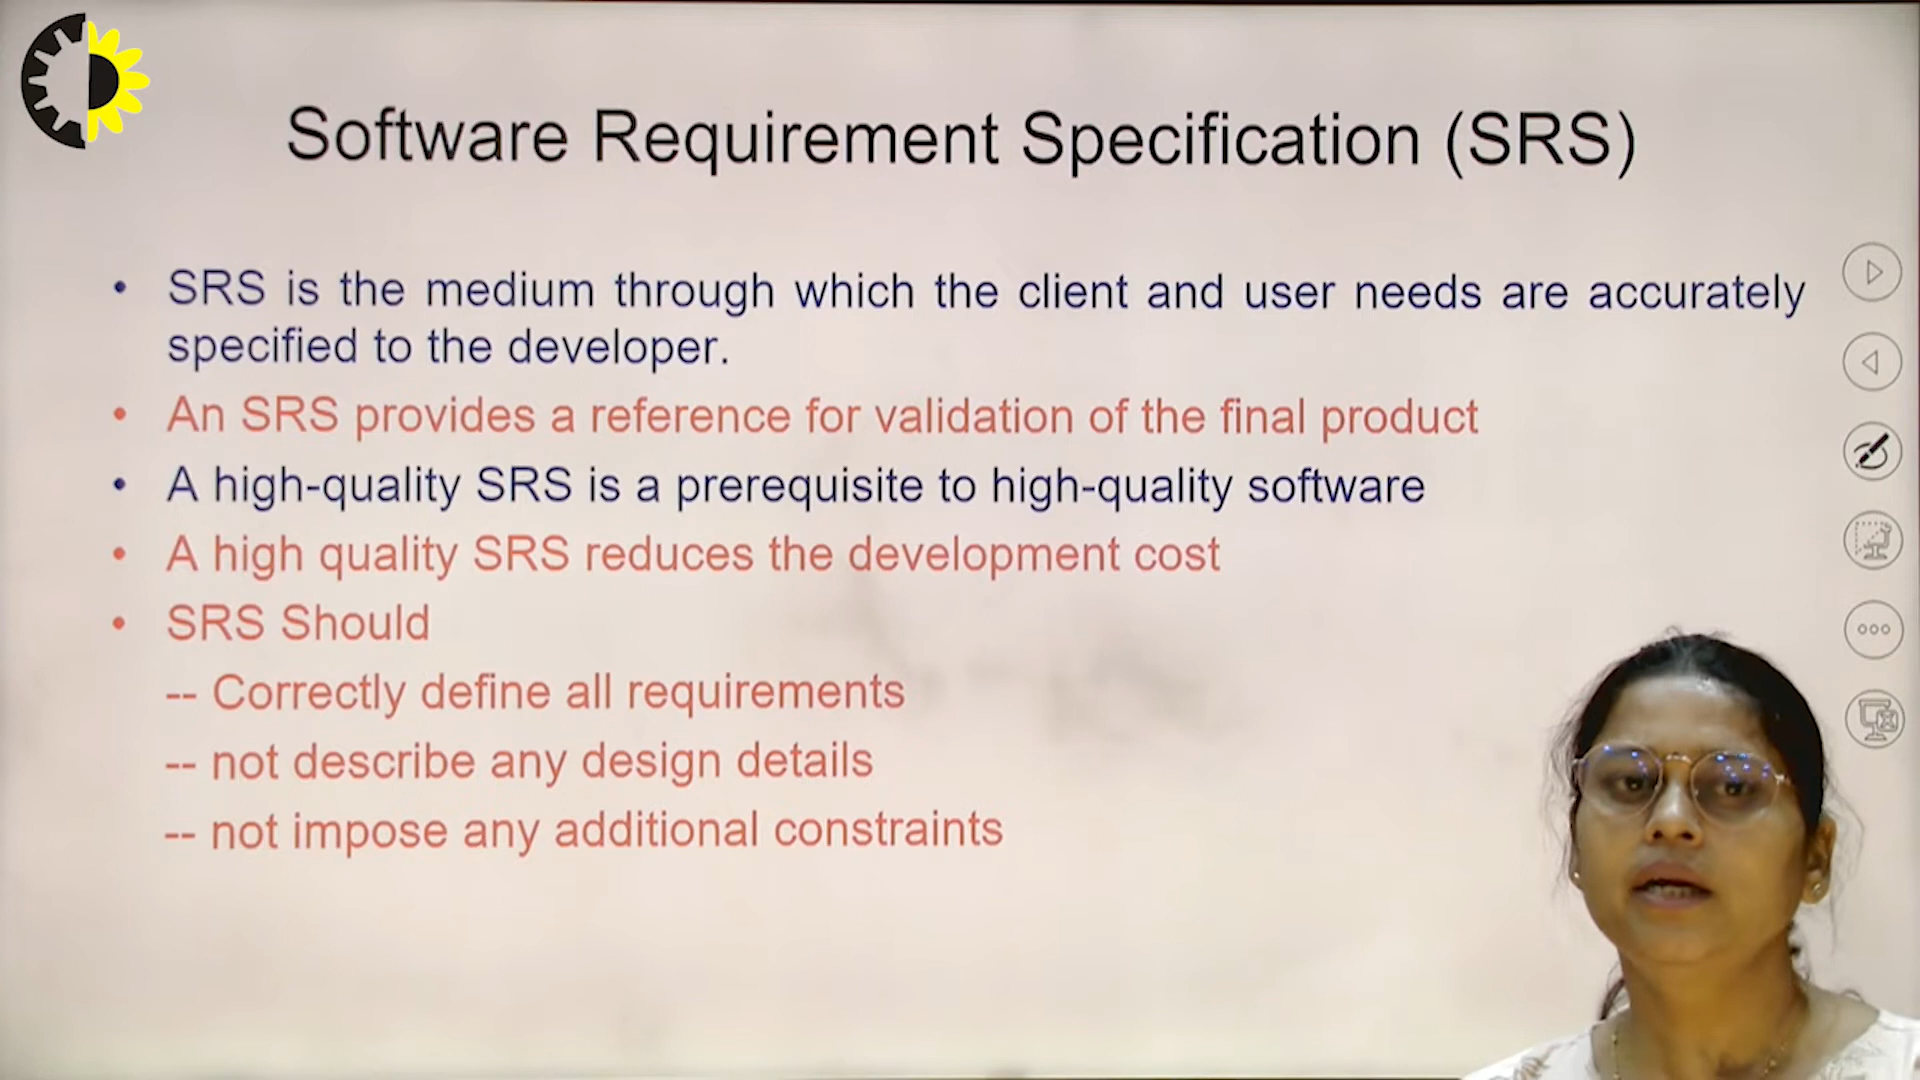 Software Requirement Specification (SRS)
• SRS is the medium through which the client and user needs are accurately
specified to the developer.
• An SRS provides a reference for validation of the final product
• A high-quality SRS is a prerequisite to high-quality software
• A high quality SRS reduces the development cost
• SRS Should
-- Correctly define all requirements
-- not describe any design details
-- not impose any additional constraints